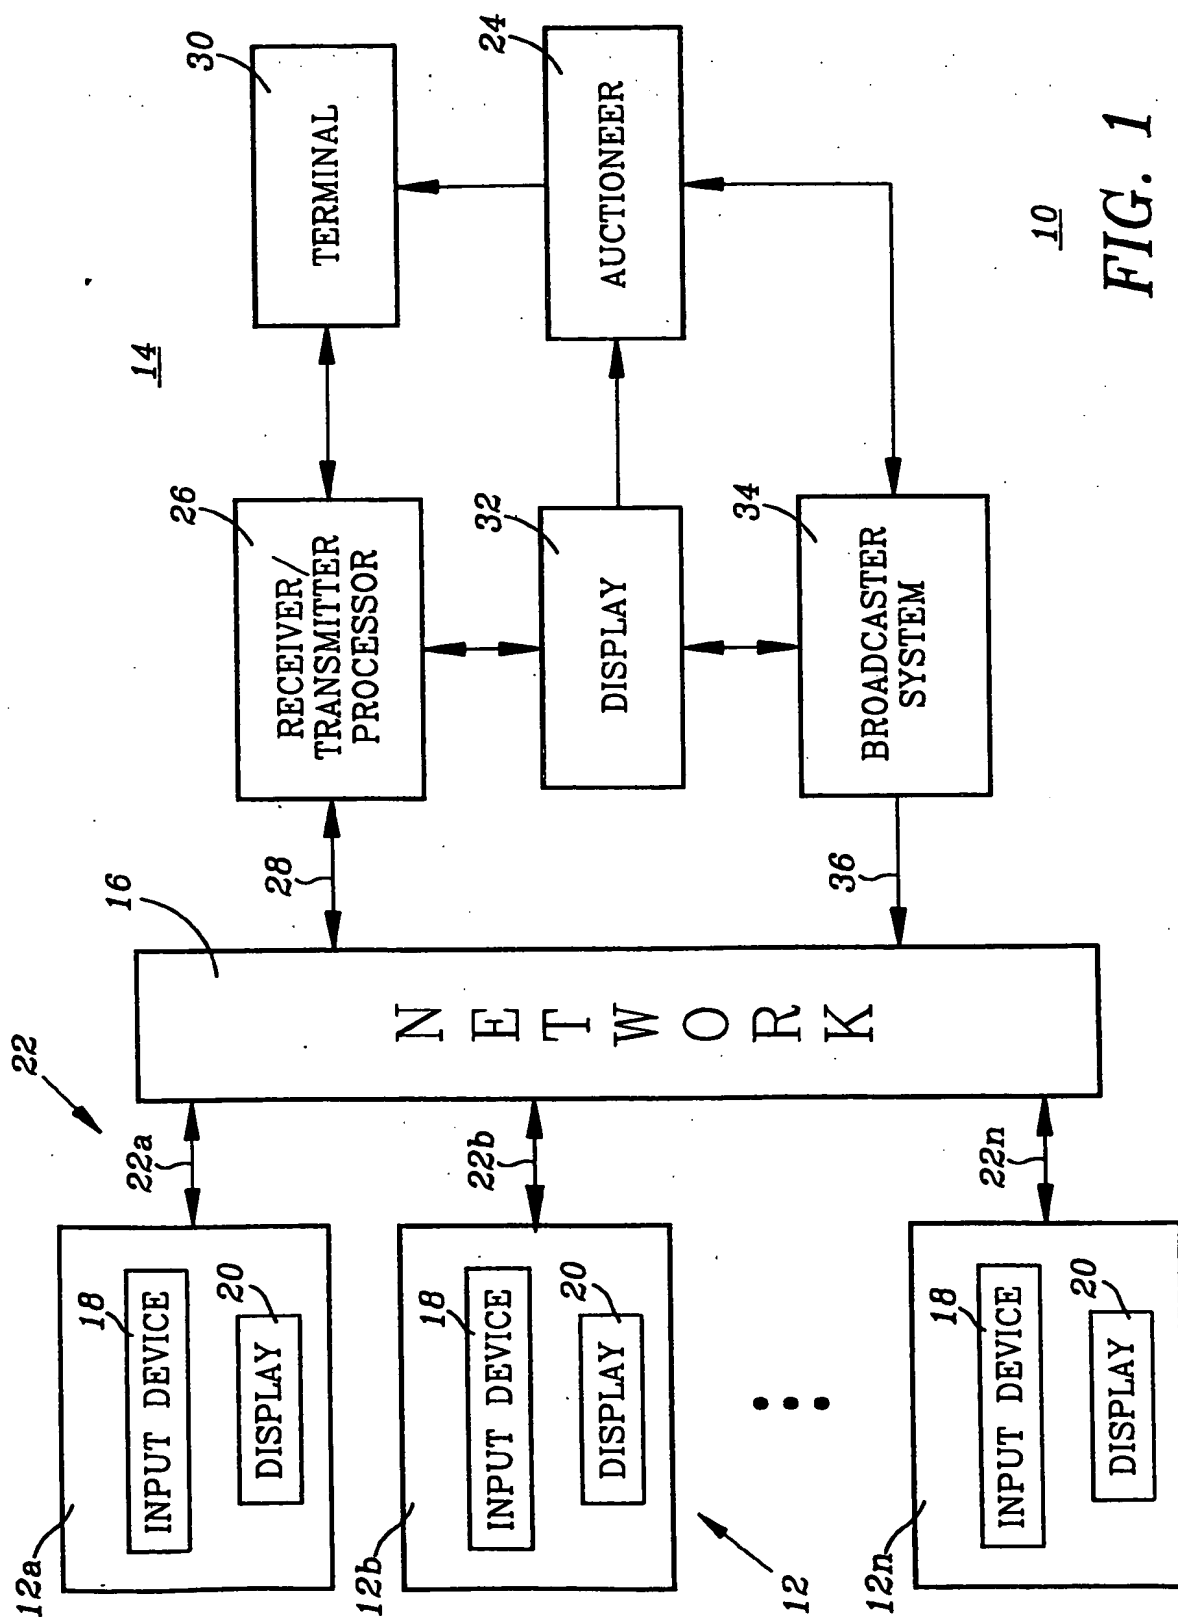 22
12a
18
INPUT DEVICE
20
DISPLAY
22a
12b
18
INPUT DEVICE
20
DISPLAY
22b
12
12n
18
INPUT DEVICE
20
DISPLAY
22n
16
NETWORK
28
36
14
26
RECEIVER/
TRANSMITTER
PROCESSOR
30
TERMINAL
32
DISPLAY
24
AUCTIONEER
34
BROADCASTER
SYSTEM
10
FIG. 1